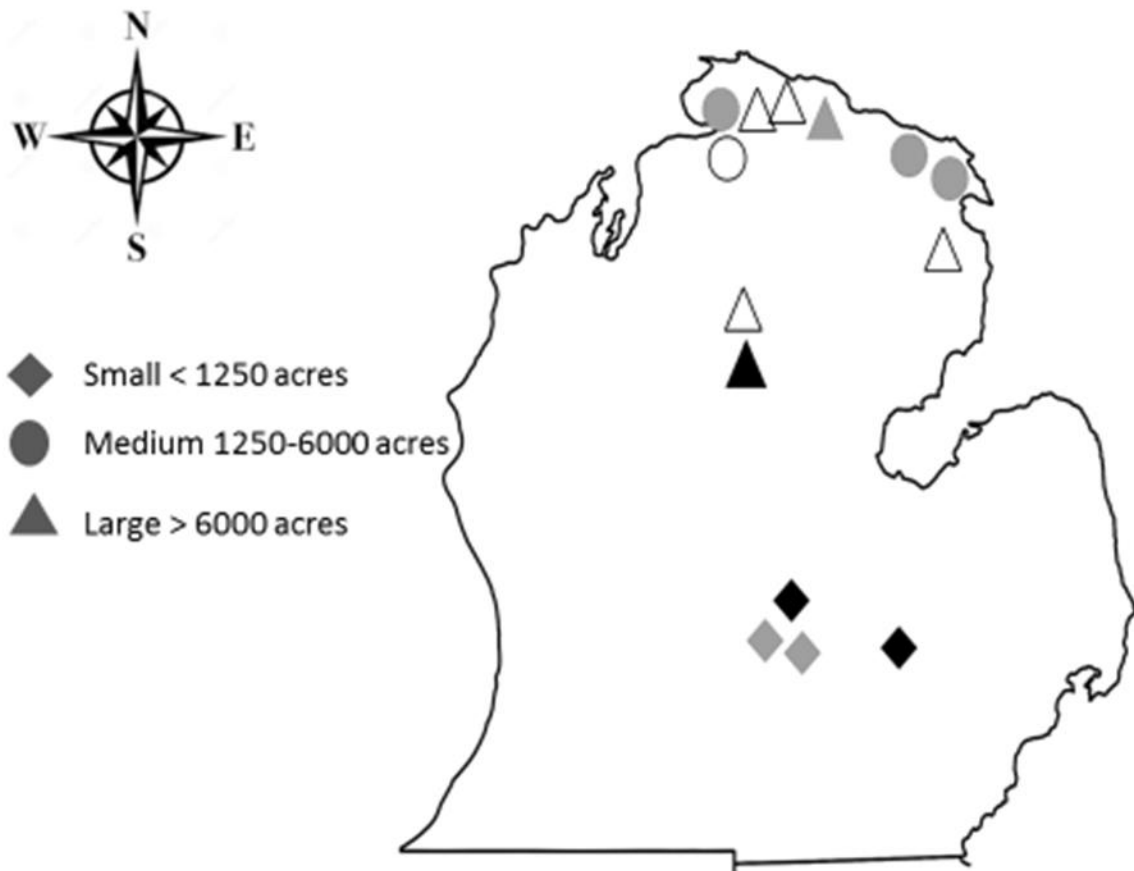 N
W E
S
Small < 1250 acres
Medium 1250-6000 acres
Large > 6000 acres